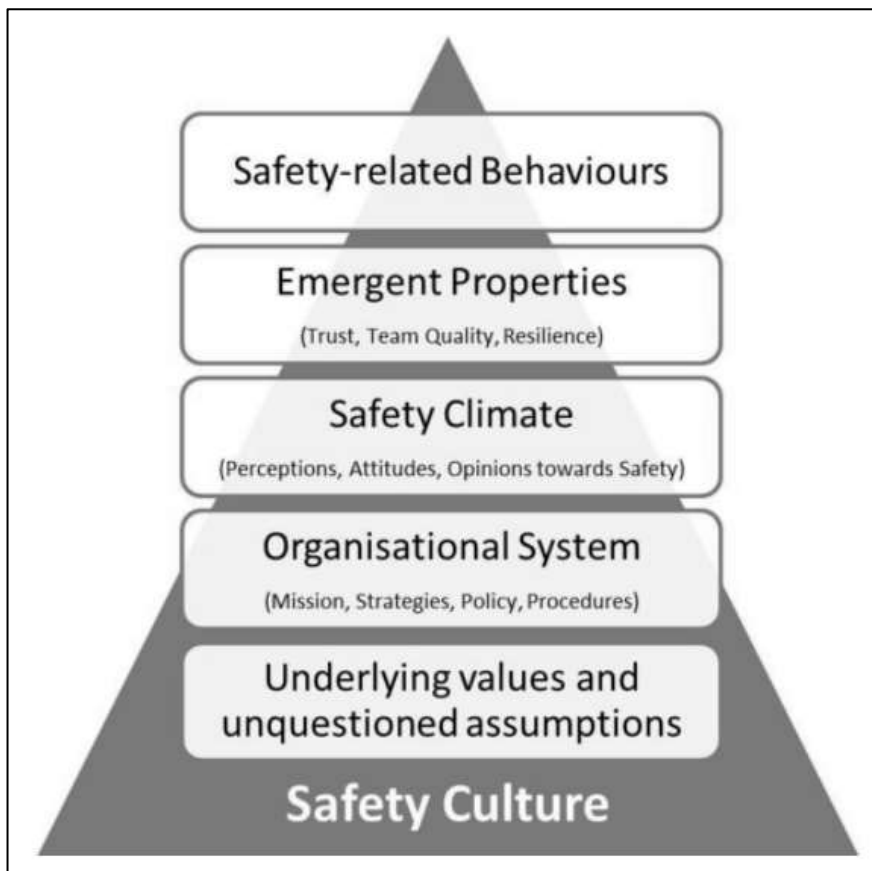 Safety-related Behaviours
Emergent Properties
(Trust, Team Quality, Resilience)
Safety Climate
(Perceptions, Attitudes, Opinions towards Safety)
Organisational System
(Mission, Strategies, Policy, Procedures)
Underlying values and
unquestioned assumptions
Safety Culture